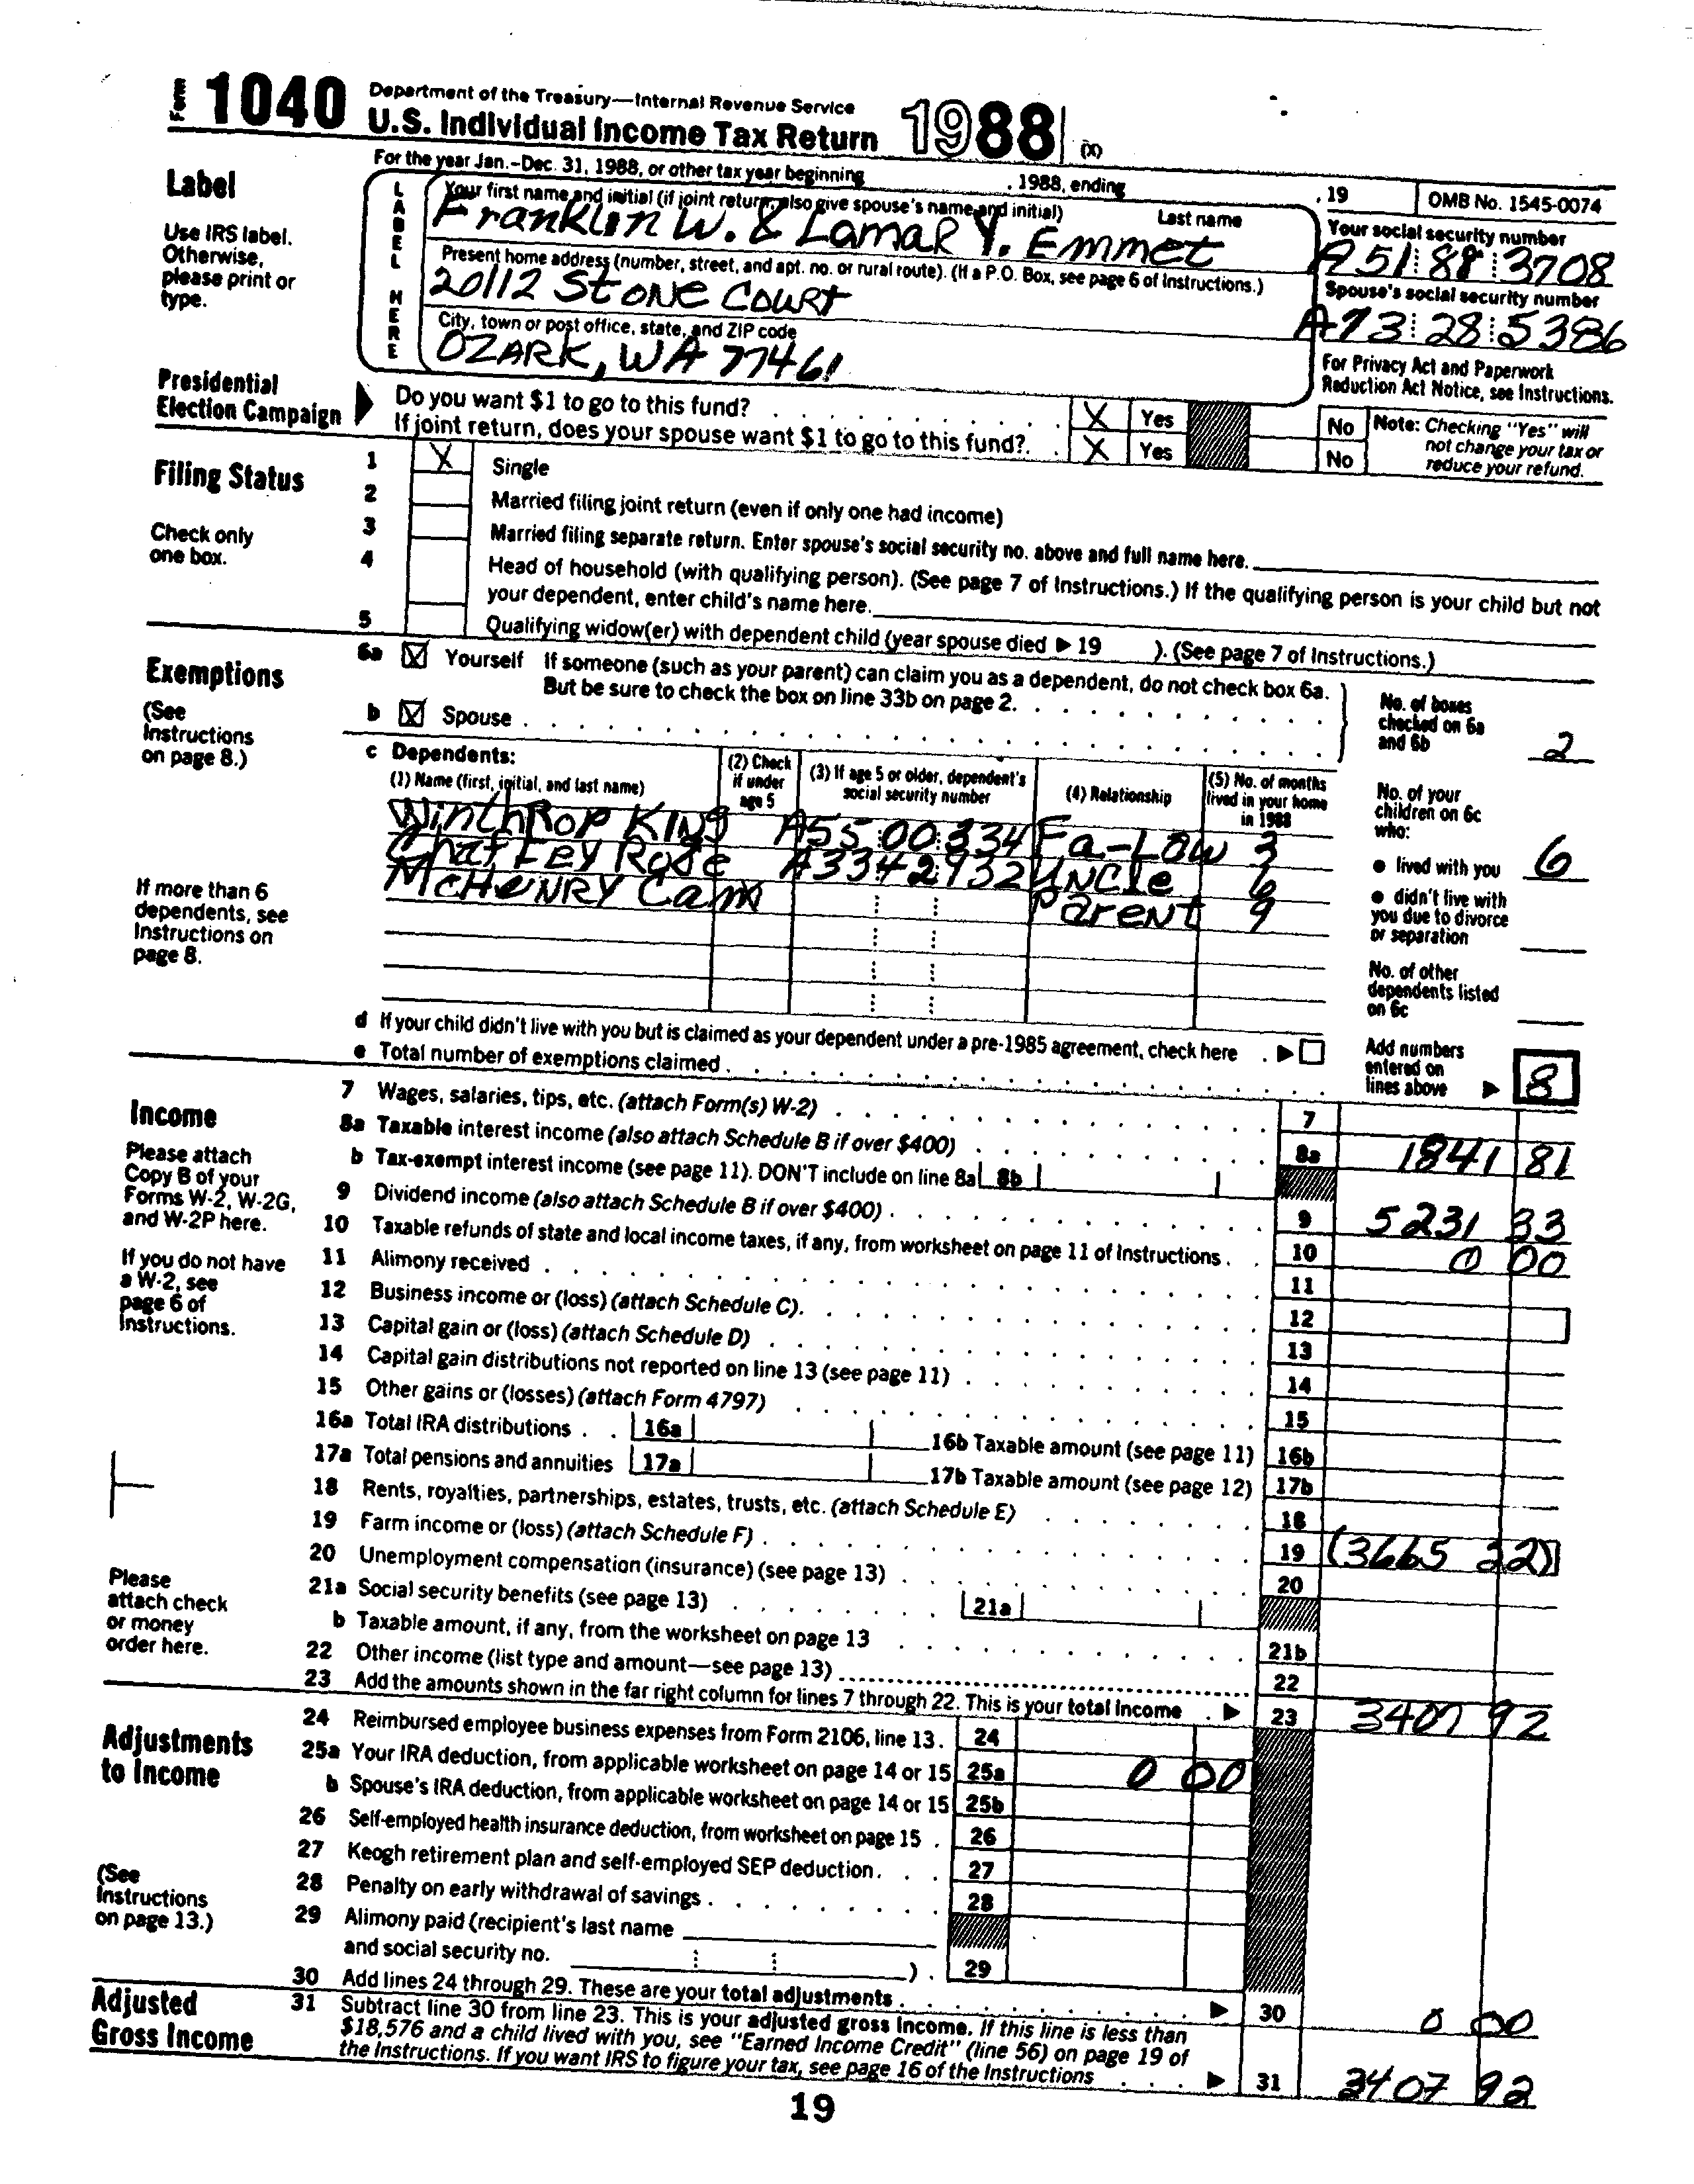 Form 1040 Department of the Treasury—Internal Revenue Service
U.S. Individual Income Tax Return 1988 (X)
For the year Jan.–Dec. 31, 1988, or other tax year beginning , 1988, ending , 19 OMB No. 1545-0074
Label
Use IRS label. Otherwise, please print or type.
LABEL HERE
Your first name and initial (if joint return, also give spouse's name and initial) Last name
Franklin W. & Lamar Y. Emmet
Your social security number
A51 88 3708
Present home address (number, street, and apt. no. or rural route). (If a P.O. Box, see page 6 of Instructions.)
20112 Stone Court
Spouse's social security number
A73 28 5386
City, town or post office, state, and ZIP code
OZARK, WA 77461
For Privacy Act and Paperwork Reduction Act Notice, see Instructions.
Presidential Election Campaign
Do you want $1 to go to this fund? X Yes No
If joint return, does your spouse want $1 to go to this fund? X Yes No
Note: Checking "Yes" will not change your tax or reduce your refund.
Filing Status
Check only one box.
1 X Single
2 Married filing joint return (even if only one had income)
3 Married filing separate return. Enter spouse's social security no. above and full name here.
4 Head of household (with qualifying person). (See page 7 of Instructions.) If the qualifying person is your child but not
your dependent, enter child's name here.
5 Qualifying widow(er) with dependent child (year spouse died ▶ 19 ). (See page 7 of Instructions.)
Exemptions
(See Instructions on page 8.)
6a X Yourself If someone (such as your parent) can claim you as a dependent, do not check box 6a.
But be sure to check the box on line 33b on page 2.
b X Spouse
No. of boxes checked on 6a and 6b 2
c Dependents:
(1) Name (first, initial, and last name) (2) Check if under age 5 (3) If age 5 or older, dependent's social security number (4) Relationship (5) No. of months lived in your home in 1988
Winthrop King A55 00 334 Fa-Low 3
Chaffey Rose A33 42 932 Uncle 6
McHenry Cam Parent 9
If more than 6 dependents, see Instructions on page 8.
No. of your children on 6c who:
● lived with you 6
● didn't live with you due to divorce or separation
No. of other dependents listed on 6c
d If your child didn't live with you but is claimed as your dependent under a pre-1985 agreement, check here ▶
e Total number of exemptions claimed
Add numbers entered on lines above ▶ 8
Income
Please attach Copy B of your Forms W-2, W-2G, and W-2P here.
If you do not have a W-2, see page 6 of Instructions.
7 Wages, salaries, tips, etc. (attach Form(s) W-2) 7
8a Taxable interest income (also attach Schedule B if over $400) 8a 1841 81
b Tax-exempt interest income (see page 11). DON'T include on line 8a 8b
9 Dividend income (also attach Schedule B if over $400) 9 5231 33
10 Taxable refunds of state and local income taxes, if any, from worksheet on page 11 of Instructions 10 0 00
11 Alimony received 11
12 Business income or (loss) (attach Schedule C) 12
13 Capital gain or (loss) (attach Schedule D) 13
14 Capital gain distributions not reported on line 13 (see page 11) 14
15 Other gains or (losses) (attach Form 4797) 15
16a Total IRA distributions 16a 16b Taxable amount (see page 11) 16b
17a Total pensions and annuities 17a 17b Taxable amount (see page 12) 17b
18 Rents, royalties, partnerships, estates, trusts, etc. (attach Schedule E) 18
19 Farm income or (loss) (attach Schedule F) 19 (3665 32)
20 Unemployment compensation (insurance) (see page 13) 20
21a Social security benefits (see page 13) 21a
b Taxable amount, if any, from the worksheet on page 13 21b
22 Other income (list type and amount—see page 13) 22
23 Add the amounts shown in the far right column for lines 7 through 22. This is your total income ▶ 23 3407 92
Please attach check or money order here.
Adjustments to Income
(See Instructions on page 13.)
24 Reimbursed employee business expenses from Form 2106, line 13. 24
25a Your IRA deduction, from applicable worksheet on page 14 or 15 25a 0 00
b Spouse's IRA deduction, from applicable worksheet on page 14 or 15 25b
26 Self-employed health insurance deduction, from worksheet on page 15 26
27 Keogh retirement plan and self-employed SEP deduction 27
28 Penalty on early withdrawal of savings 28
29 Alimony paid (recipient's last name
and social security no. ) 29
30 Add lines 24 through 29. These are your total adjustments ▶ 30 0 00
Adjusted Gross Income
31 Subtract line 30 from line 23. This is your adjusted gross income. If this line is less than
$18,576 and a child lived with you, see "Earned Income Credit" (line 56) on page 19 of
the Instructions. If you want IRS to figure your tax, see page 16 of the Instructions ▶ 31 3407 92
19